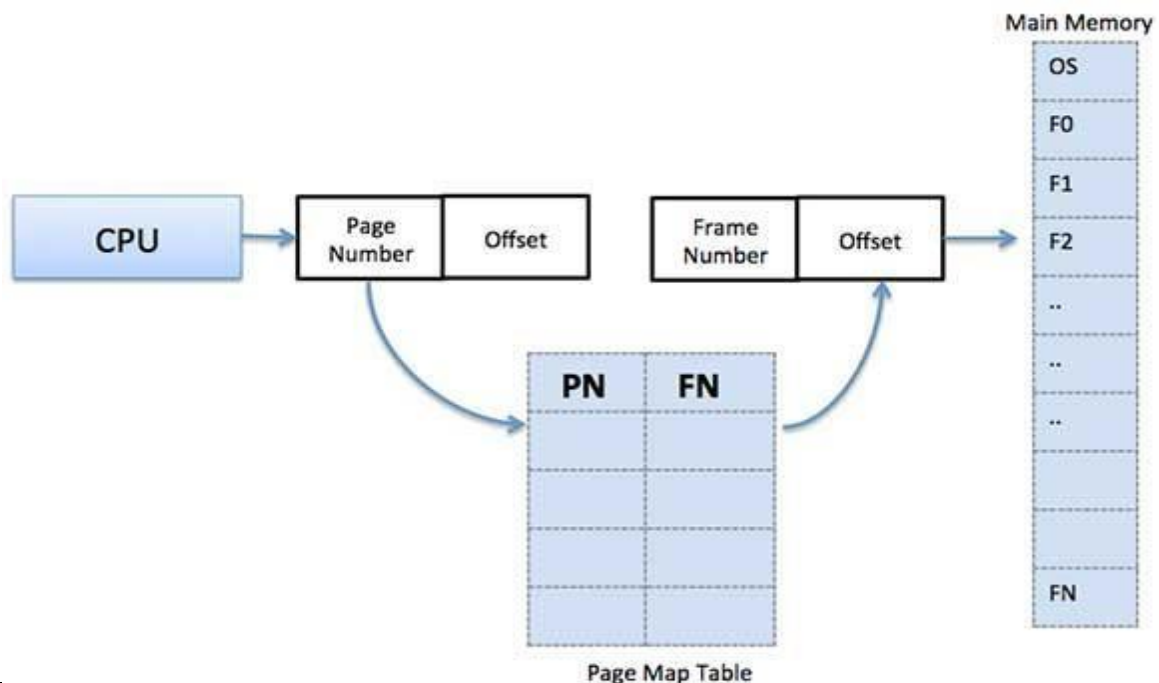 Main Memory
OS
F0
F1
CPU
Page
Number
Offset
Frame
Number
Offset
F2
..
..
..
PN FN
FN
Page Map Table